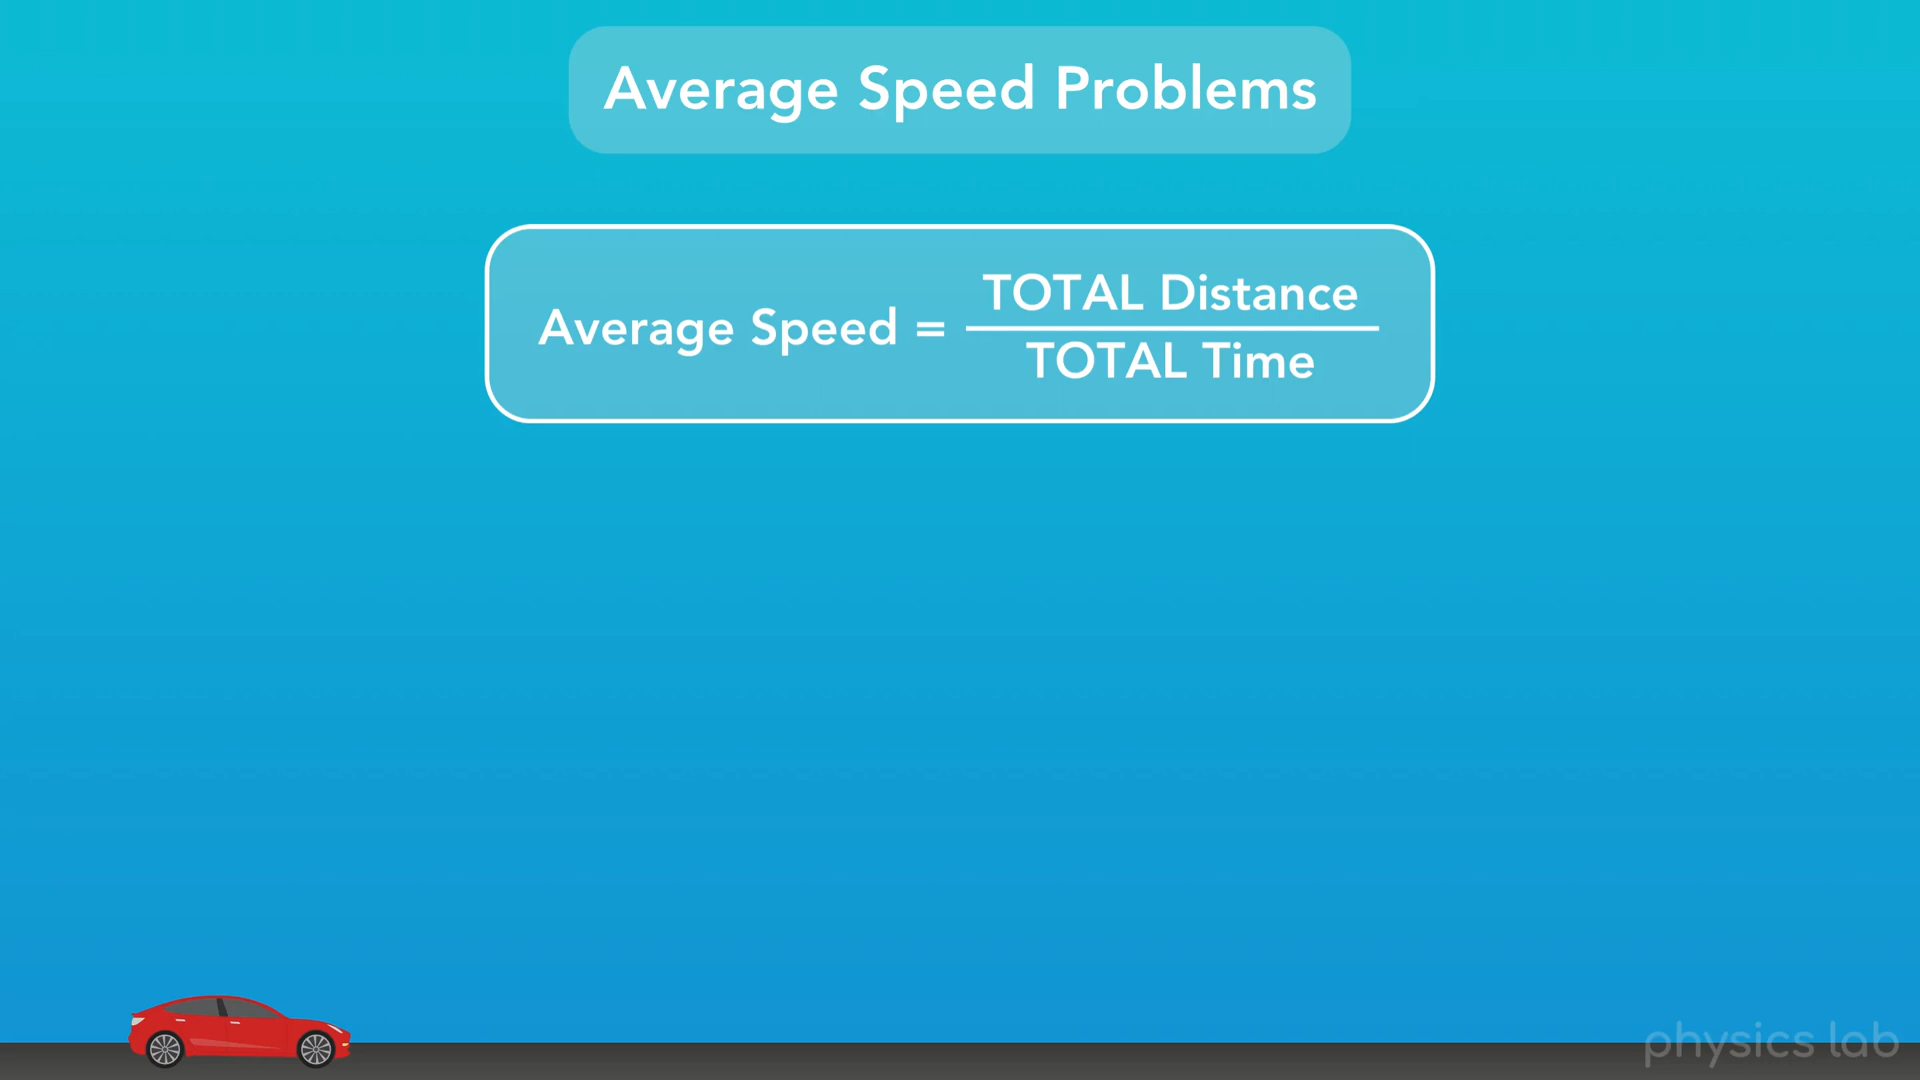 Average Speed Problems
Average Speed = TOTAL Distance
TOTAL Time
physics lab